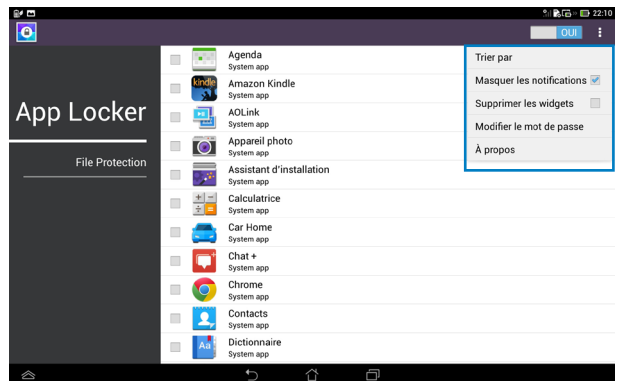 22:10
OUI
App Locker
File Protection
Agenda
System app
kindle
Amazon Kindle
System app
AOLink
System app
Appareil photo
System app
Assistant d'installation
System app
Calculatrice
System app
Car Home
System app
Chat +
System app
Chrome
System app
Contacts
System app
Aa
Dictionnaire
System app
Trier par
Masquer les notifications
Supprimer les widgets
Modifier le mot de passe
À propos